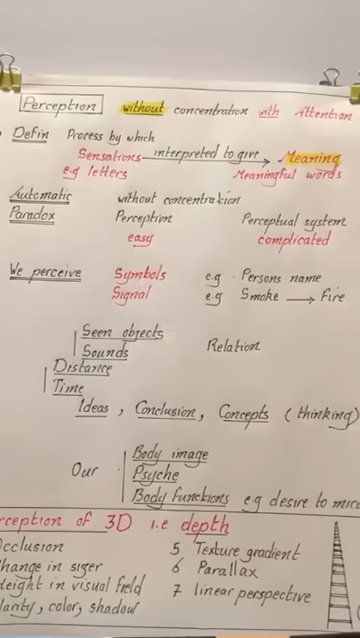 Perception without concentration with Attention
Defin Process by which
Sensations interpreted to give → Meaning
e.g letters Meaningful words
Automatic without concentration
Paradox Perception Perceptual system
easy complicated
We perceive Symbols e.g Persons name
Signal e.g Smoke → Fire
Seen objects
Sounds Relation
Distance
Time
Ideas, Conclusion, Concepts (thinking)
Body image
Our Psyche
Body functions e.g desire to mic
rception of 3D i.e depth
cclusion 5 Texture gradient
hange in siger 6 Parallax
eight in visual field 7 linear perspective
larity, color, shadow